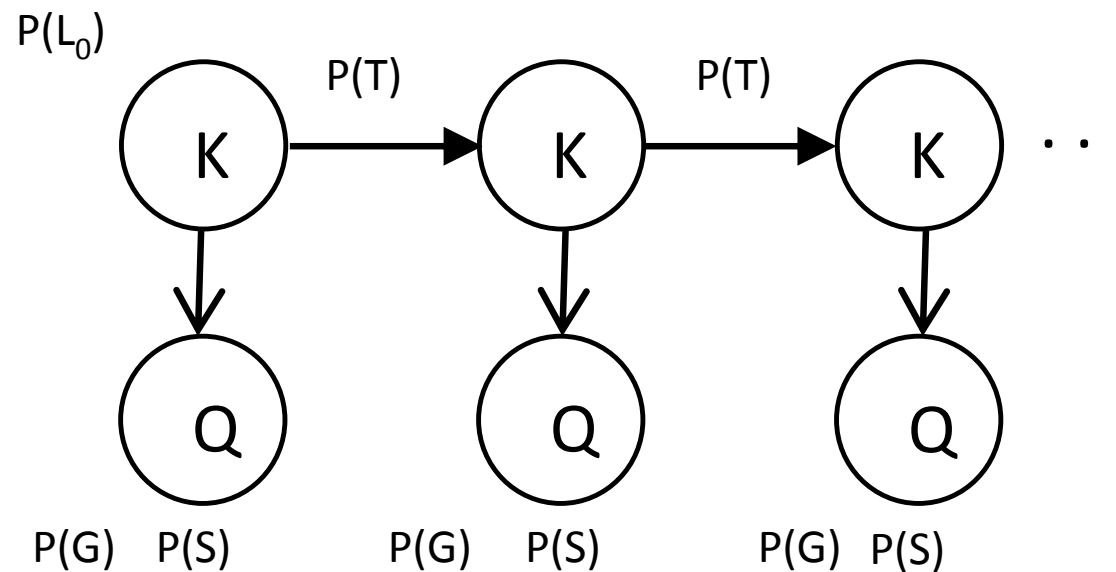 P(L₀)
P(T) P(T)
K K K . .
Q Q Q
P(G) P(S) P(G) P(S) P(G) P(S)